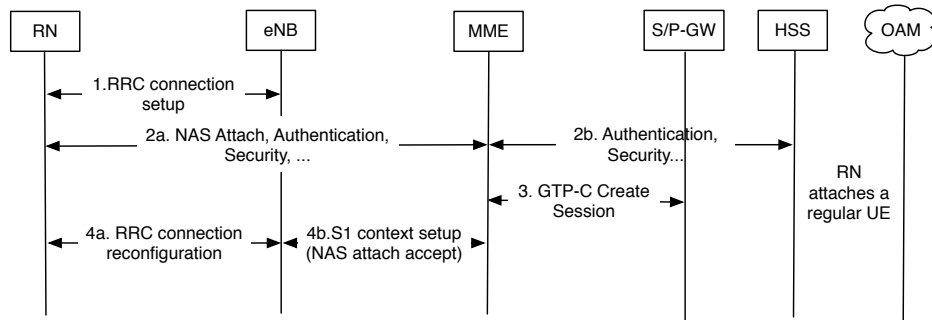 RN
eNB
MME
S/P-GW
HSS
OAM
1.RRC connection
setup
2a. NAS Attach, Authentication,
Security, ...
2b. Authentication,
Security...
3. GTP-C Create
Session
RN
attaches a
regular UE
4a. RRC connection
reconfiguration
4b.S1 context setup
(NAS attach accept)